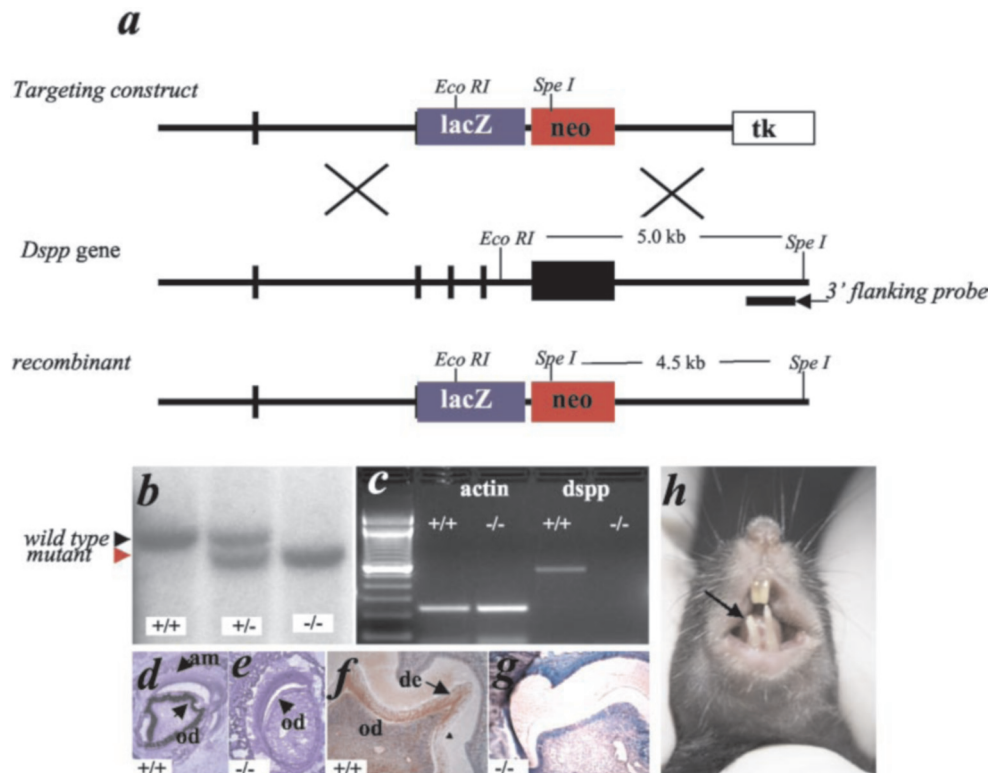 a
Targeting construct
Eco RI
Spe I
lacZ
neo
tk
Dspp gene
Eco RI
5.0 kb
Spe I
3' flanking probe
recombinant
Eco RI
Spe I
4.5 kb
Spe I
lacZ
neo
b
wild type
mutant
+/+
+/-
-/-
c
actin
dspp
+/+
-/-
+/+
-/-
d
am
od
+/+
e
od
-/-
f
de
od
+/+
g
-/-
h